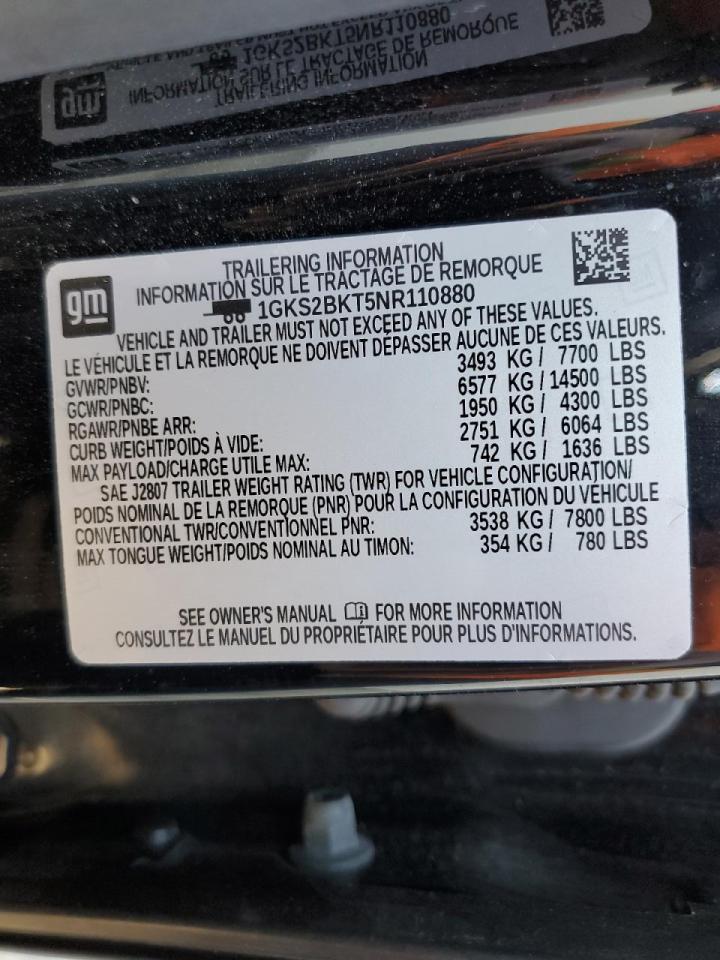 gm
TRAILERING INFORMATION
INFORMATION SUR LE TRACTAGE DE REMORQUE
1GKS2BKT5NR110880
VEHICLE AND TRAILER MUST NOT EXCEED ANY OF THESE VALUES.
LE VÉHICULE ET LA REMORQUE NE DOIVENT DÉPASSER AUCUNE DE CES VALEURS.
GVWR/PNBV: 3493 KG / 7700 LBS
GCWR/PNBC: 6577 KG / 14500 LBS
RGAWR/PNBE ARR: 1950 KG / 4300 LBS
CURB WEIGHT/POIDS À VIDE: 2751 KG / 6064 LBS
MAX PAYLOAD/CHARGE UTILE MAX: 742 KG / 1636 LBS
SAE J2807 TRAILER WEIGHT RATING (TWR) FOR VEHICLE CONFIGURATION/
POIDS NOMINAL DE LA REMORQUE (PNR) POUR LA CONFIGURATION DU VÉHICULE
CONVENTIONAL TWR/CONVENTIONNEL PNR: 3538 KG / 7800 LBS
MAX TONGUE WEIGHT/POIDS NOMINAL AU TIMON: 354 KG / 780 LBS
SEE OWNER'S MANUAL FOR MORE INFORMATION
CONSULTEZ LE MANUEL DU PROPRIÉTAIRE POUR PLUS D'INFORMATIONS.